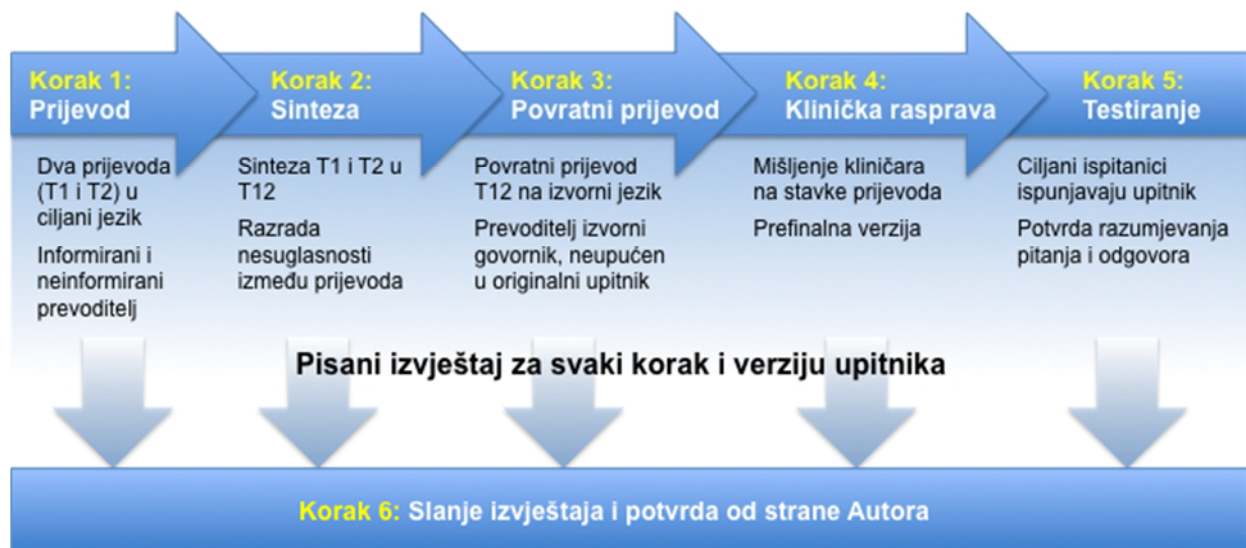 Korak 1:
Prijevod
Korak 2:
Sinteza
Korak 3:
Povratni prijevod
Korak 4:
Klinička rasprava
Korak 5:
Testiranje
Dva prijevoda
(T1 i T2) u
ciljani jezik
Informirani i
neinformirani
prevoditelj
Sinteza T1 i T2 u
T12
Razrada
nesuglasnosti
između prijevoda
Povratni prijevod
T12 na izvorni jezik
Prevoditelj izvorni
govornik, neupućen
u originalni upitnik
Mišljenje kliničara
na stavke prijevoda
Prefinalna verzija
Ciljani ispitanici
ispunjavaju upitnik
Potvrda razumjevanja
pitanja i odgovora
Pisani izvještaj za svaki korak i verziju upitnika
Korak 6: Slanje izvještaja i potvrda od strane Autora